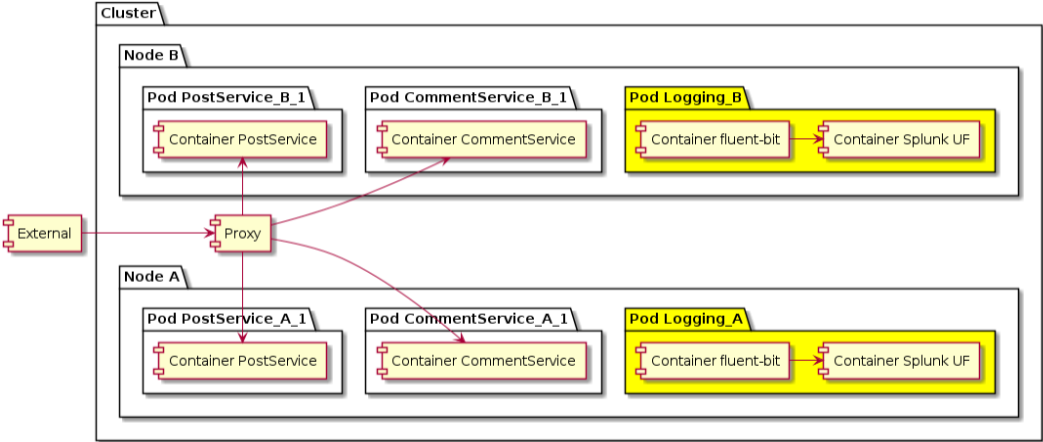 Cluster
Node B
Pod PostService_B_1
Container PostService
Pod CommentService_B_1
Container CommentService
Pod Logging_B
Container fluent-bit
Container Splunk UF
External
Proxy
Node A
Pod PostService_A_1
Container PostService
Pod CommentService_A_1
Container CommentService
Pod Logging_A
Container fluent-bit
Container Splunk UF